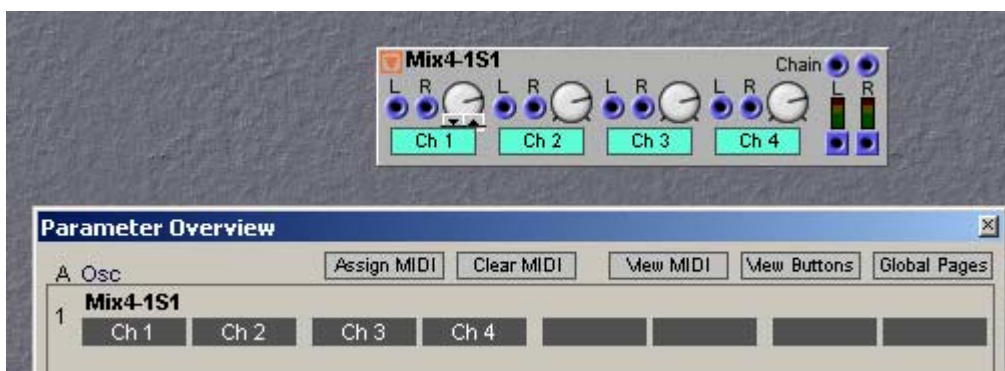 Mix4-1S1
Chain
L R L R L R L R L R
Ch 1 Ch 2 Ch 3 Ch 4
Parameter Overview
A Osc Assign MIDI Clear MIDI View MIDI View Buttons Global Pages
Mix4-1S1
1
Ch 1 Ch 2 Ch 3 Ch 4